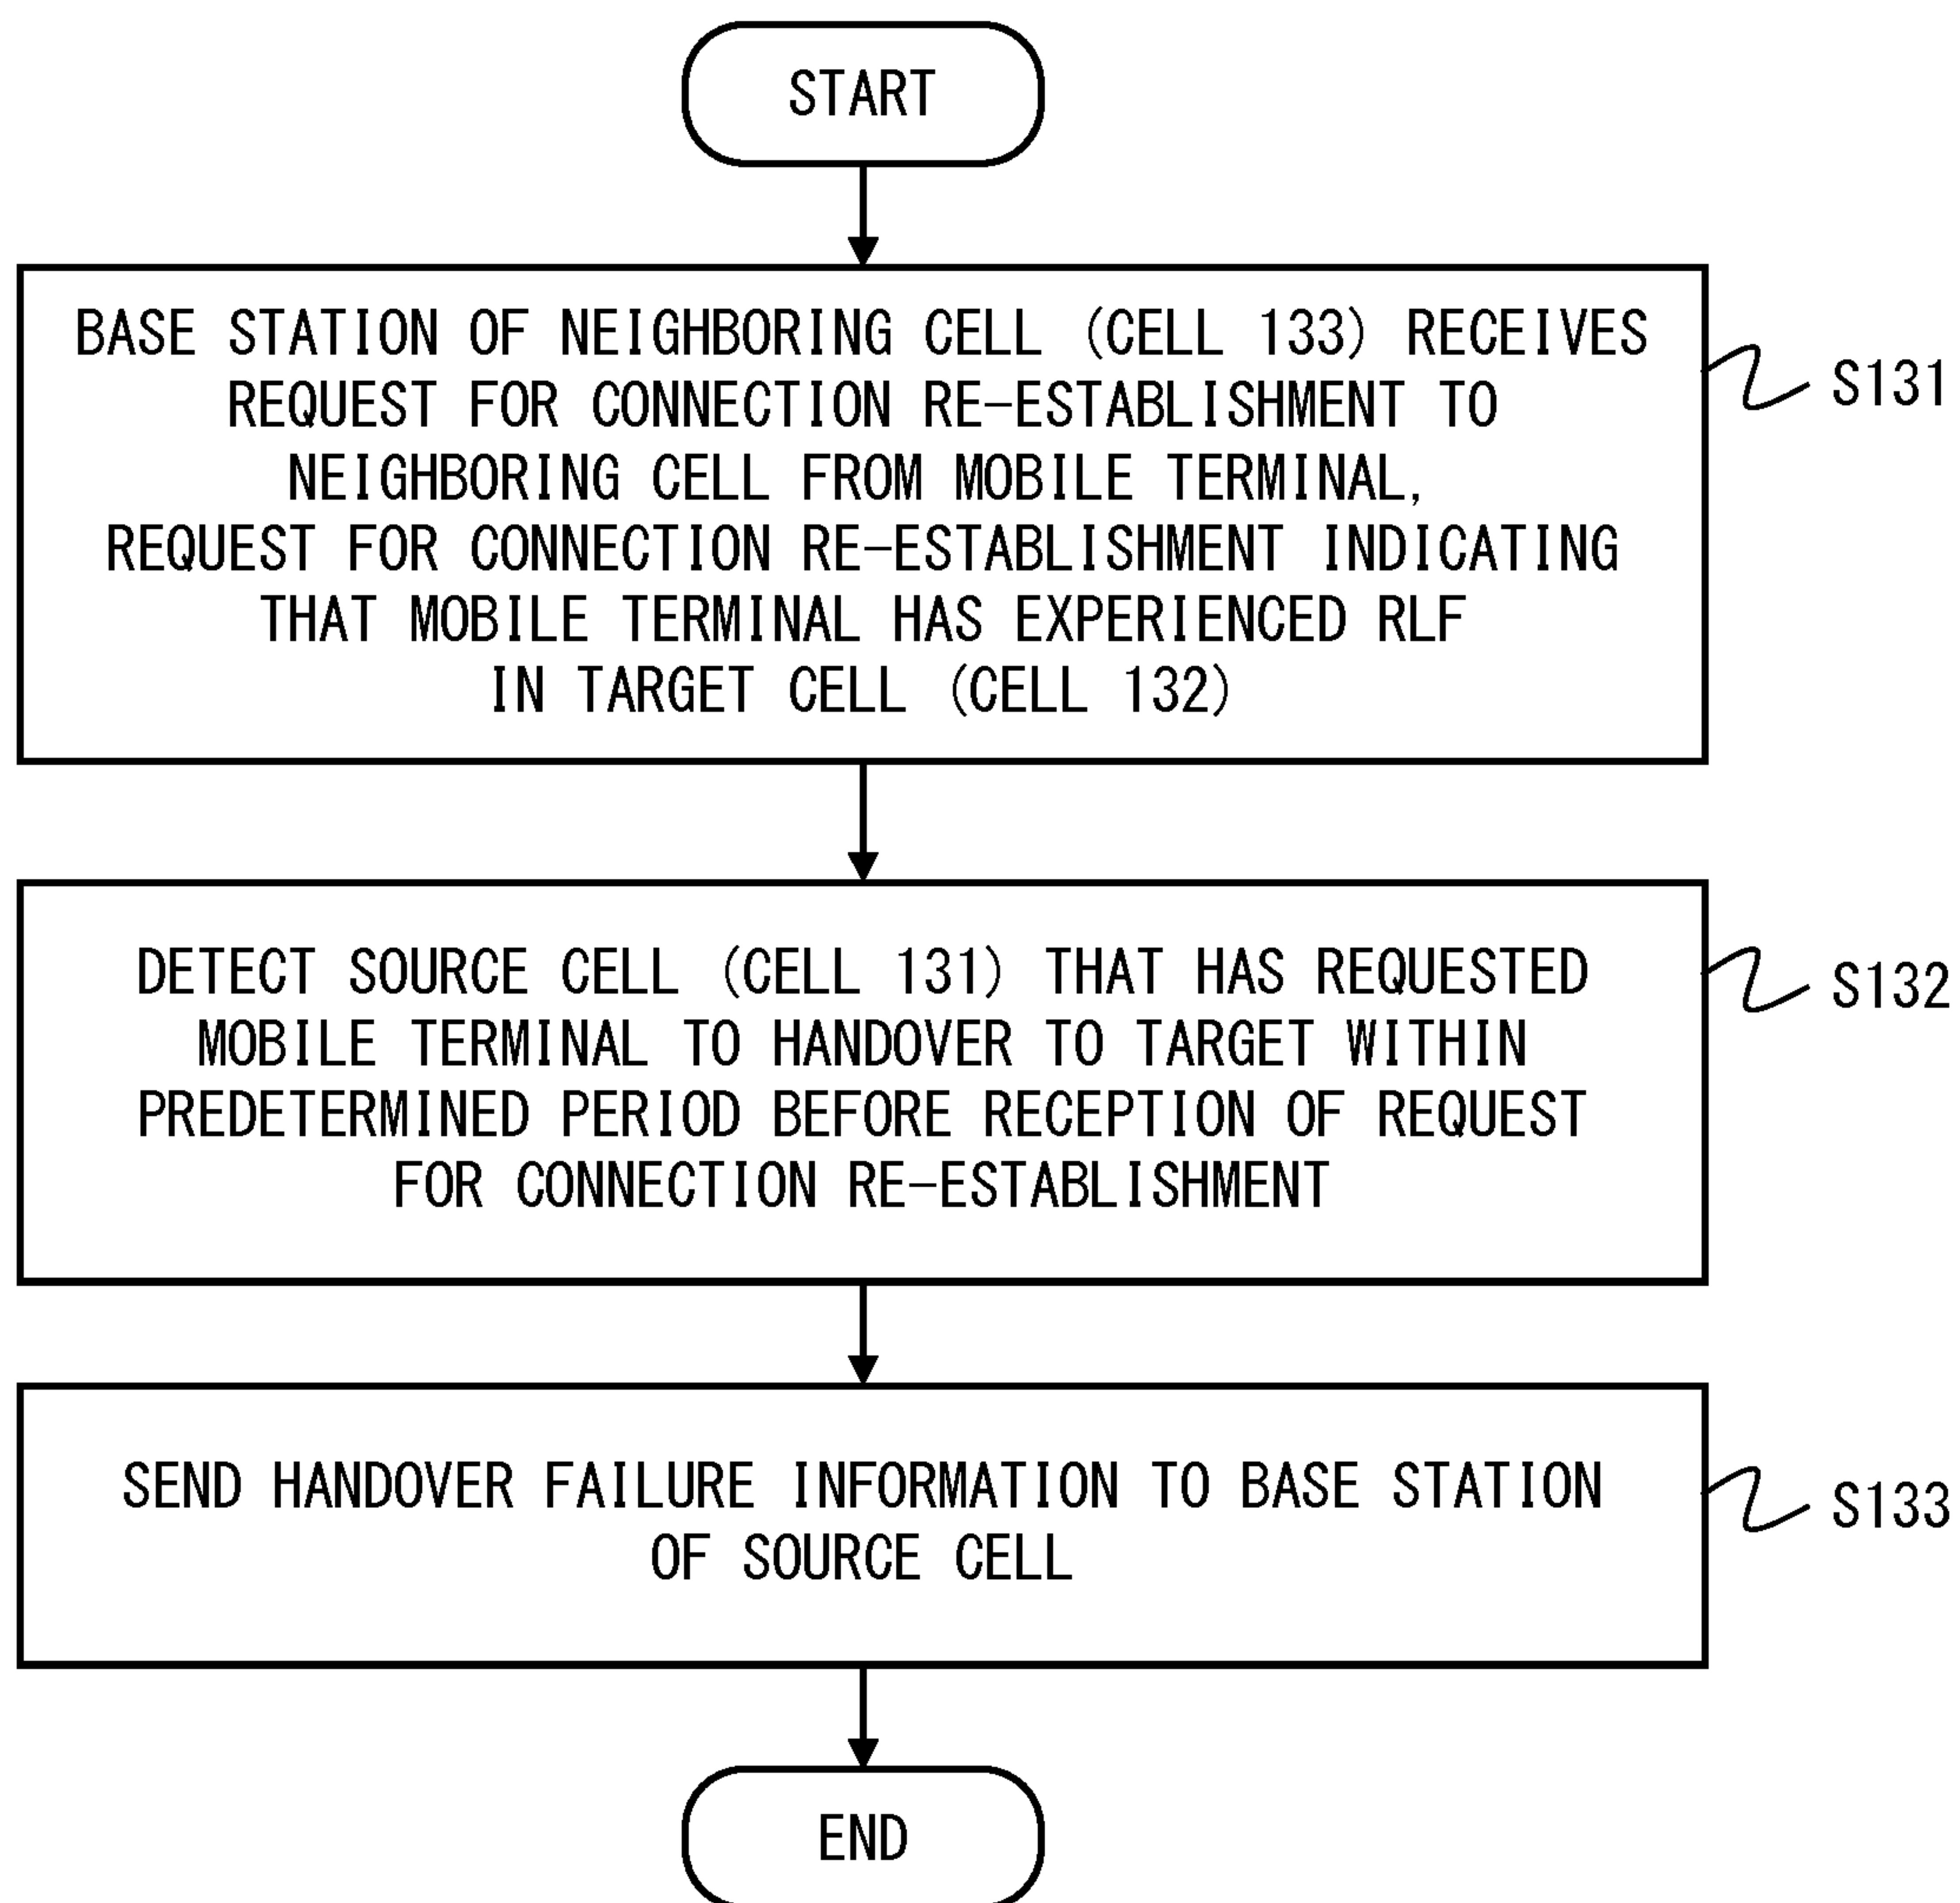 START
BASE STATION OF NEIGHBORING CELL (CELL 133) RECEIVES
REQUEST FOR CONNECTION RE-ESTABLISHMENT TO
NEIGHBORING CELL FROM MOBILE TERMINAL,
REQUEST FOR CONNECTION RE-ESTABLISHMENT INDICATING
THAT MOBILE TERMINAL HAS EXPERIENCED RLF
IN TARGET CELL (CELL 132)
S131
DETECT SOURCE CELL (CELL 131) THAT HAS REQUESTED
MOBILE TERMINAL TO HANDOVER TO TARGET WITHIN
PREDETERMINED PERIOD BEFORE RECEPTION OF REQUEST
FOR CONNECTION RE-ESTABLISHMENT
S132
SEND HANDOVER FAILURE INFORMATION TO BASE STATION
OF SOURCE CELL
S133
END